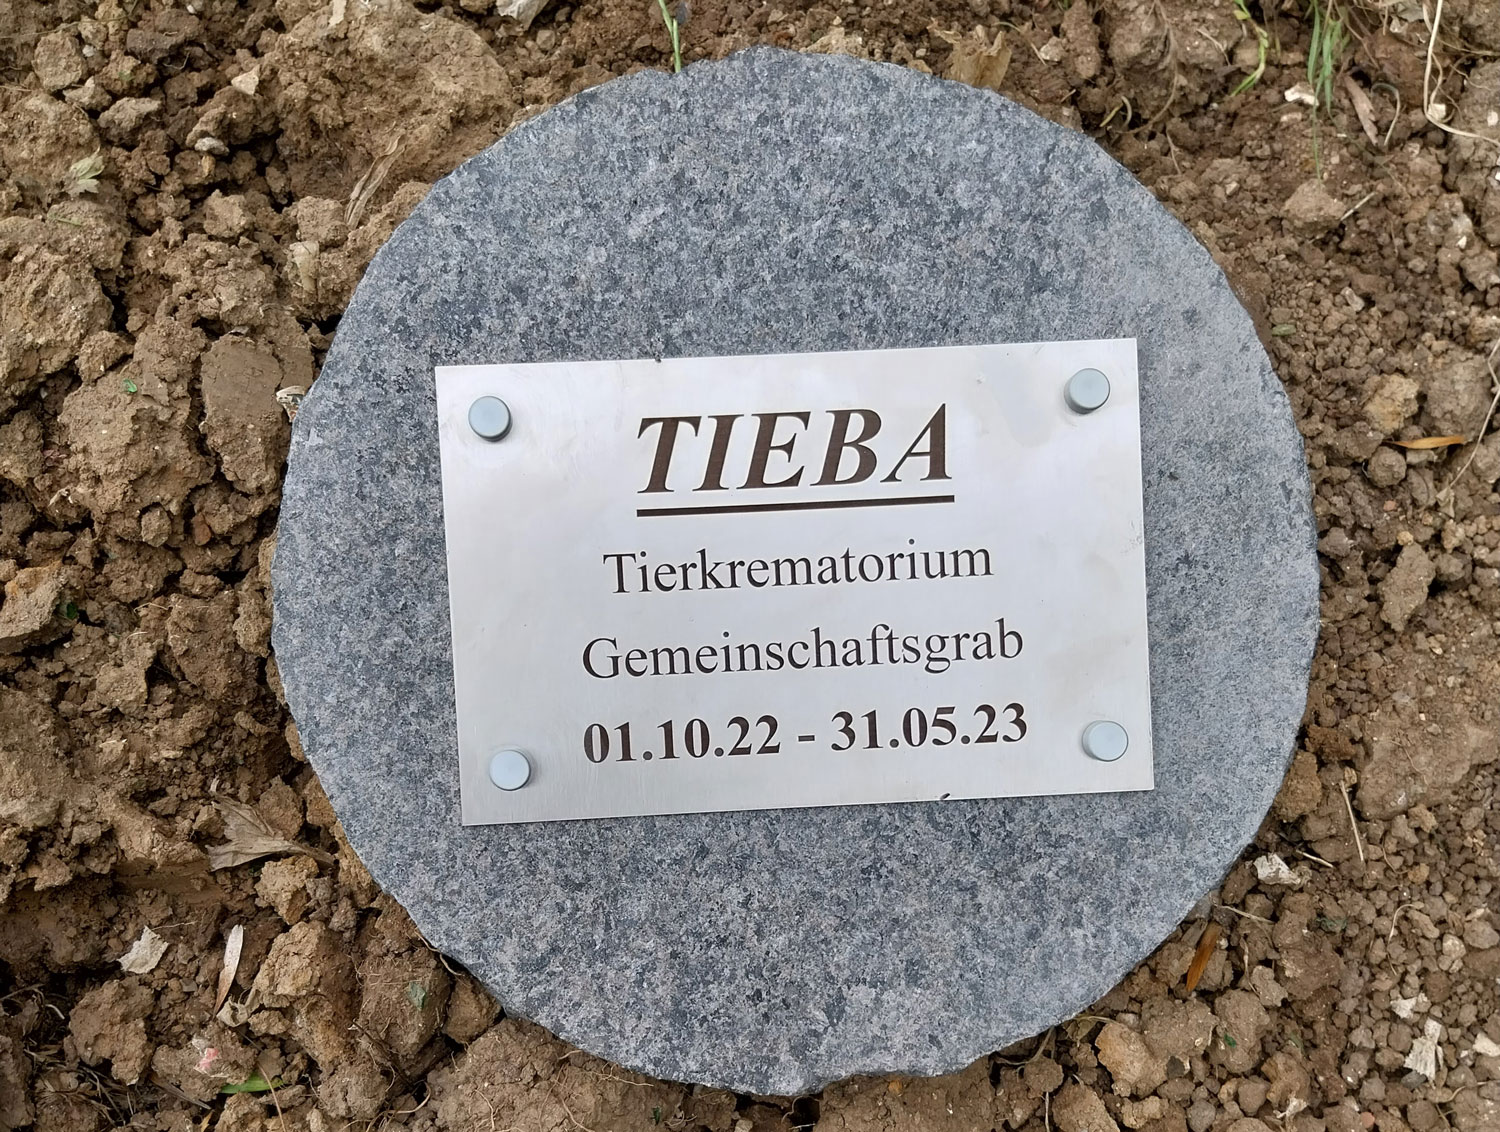 TIEBA
Tierkrematorium
Gemeinschaftsgrab
01.10.22 - 31.05.23